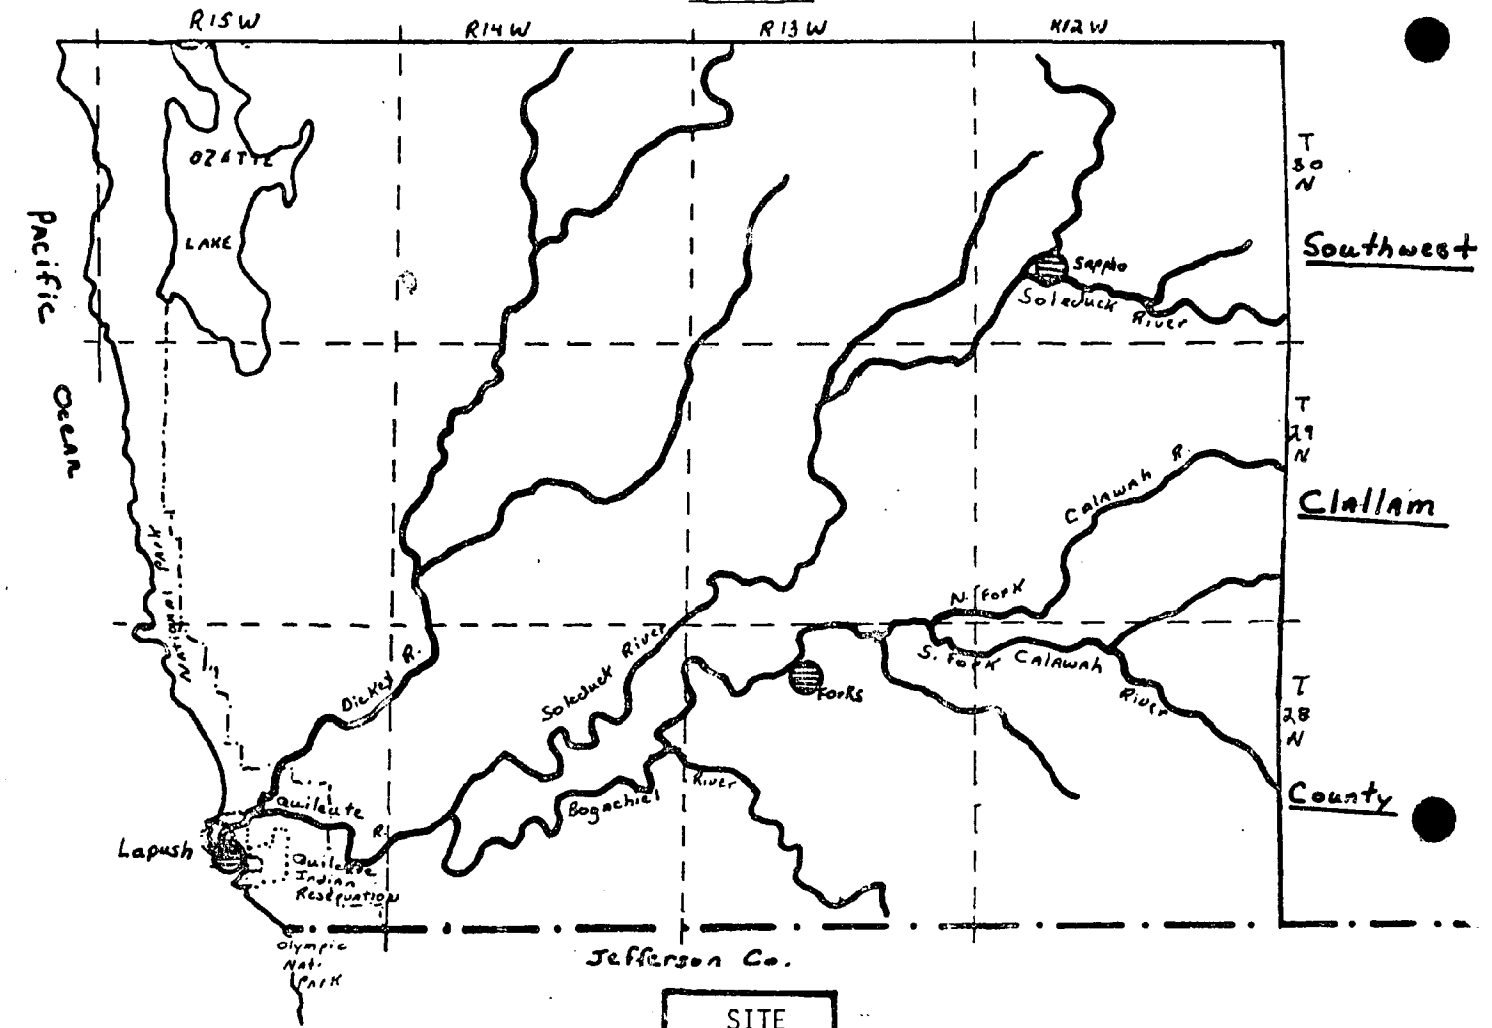 R15W
R14W
R13W
R12W
OZATTE
LAKE
PACific
OceAn
T
30
N
Southwest
Sappho
Soleduck
River
T
29
N
Clallam
CALAWAH R.
N. Fork
S. Fork CALAWAH
River
NATIONAL PARK
Dickey R.
Soleduck River
Forks
T
28
N
County
River
Bogachiel
Quileute
R.
Lapush
Quileute
Indian
Reservation
Olympic
Nat.
Park
Jefferson Co.
SITE